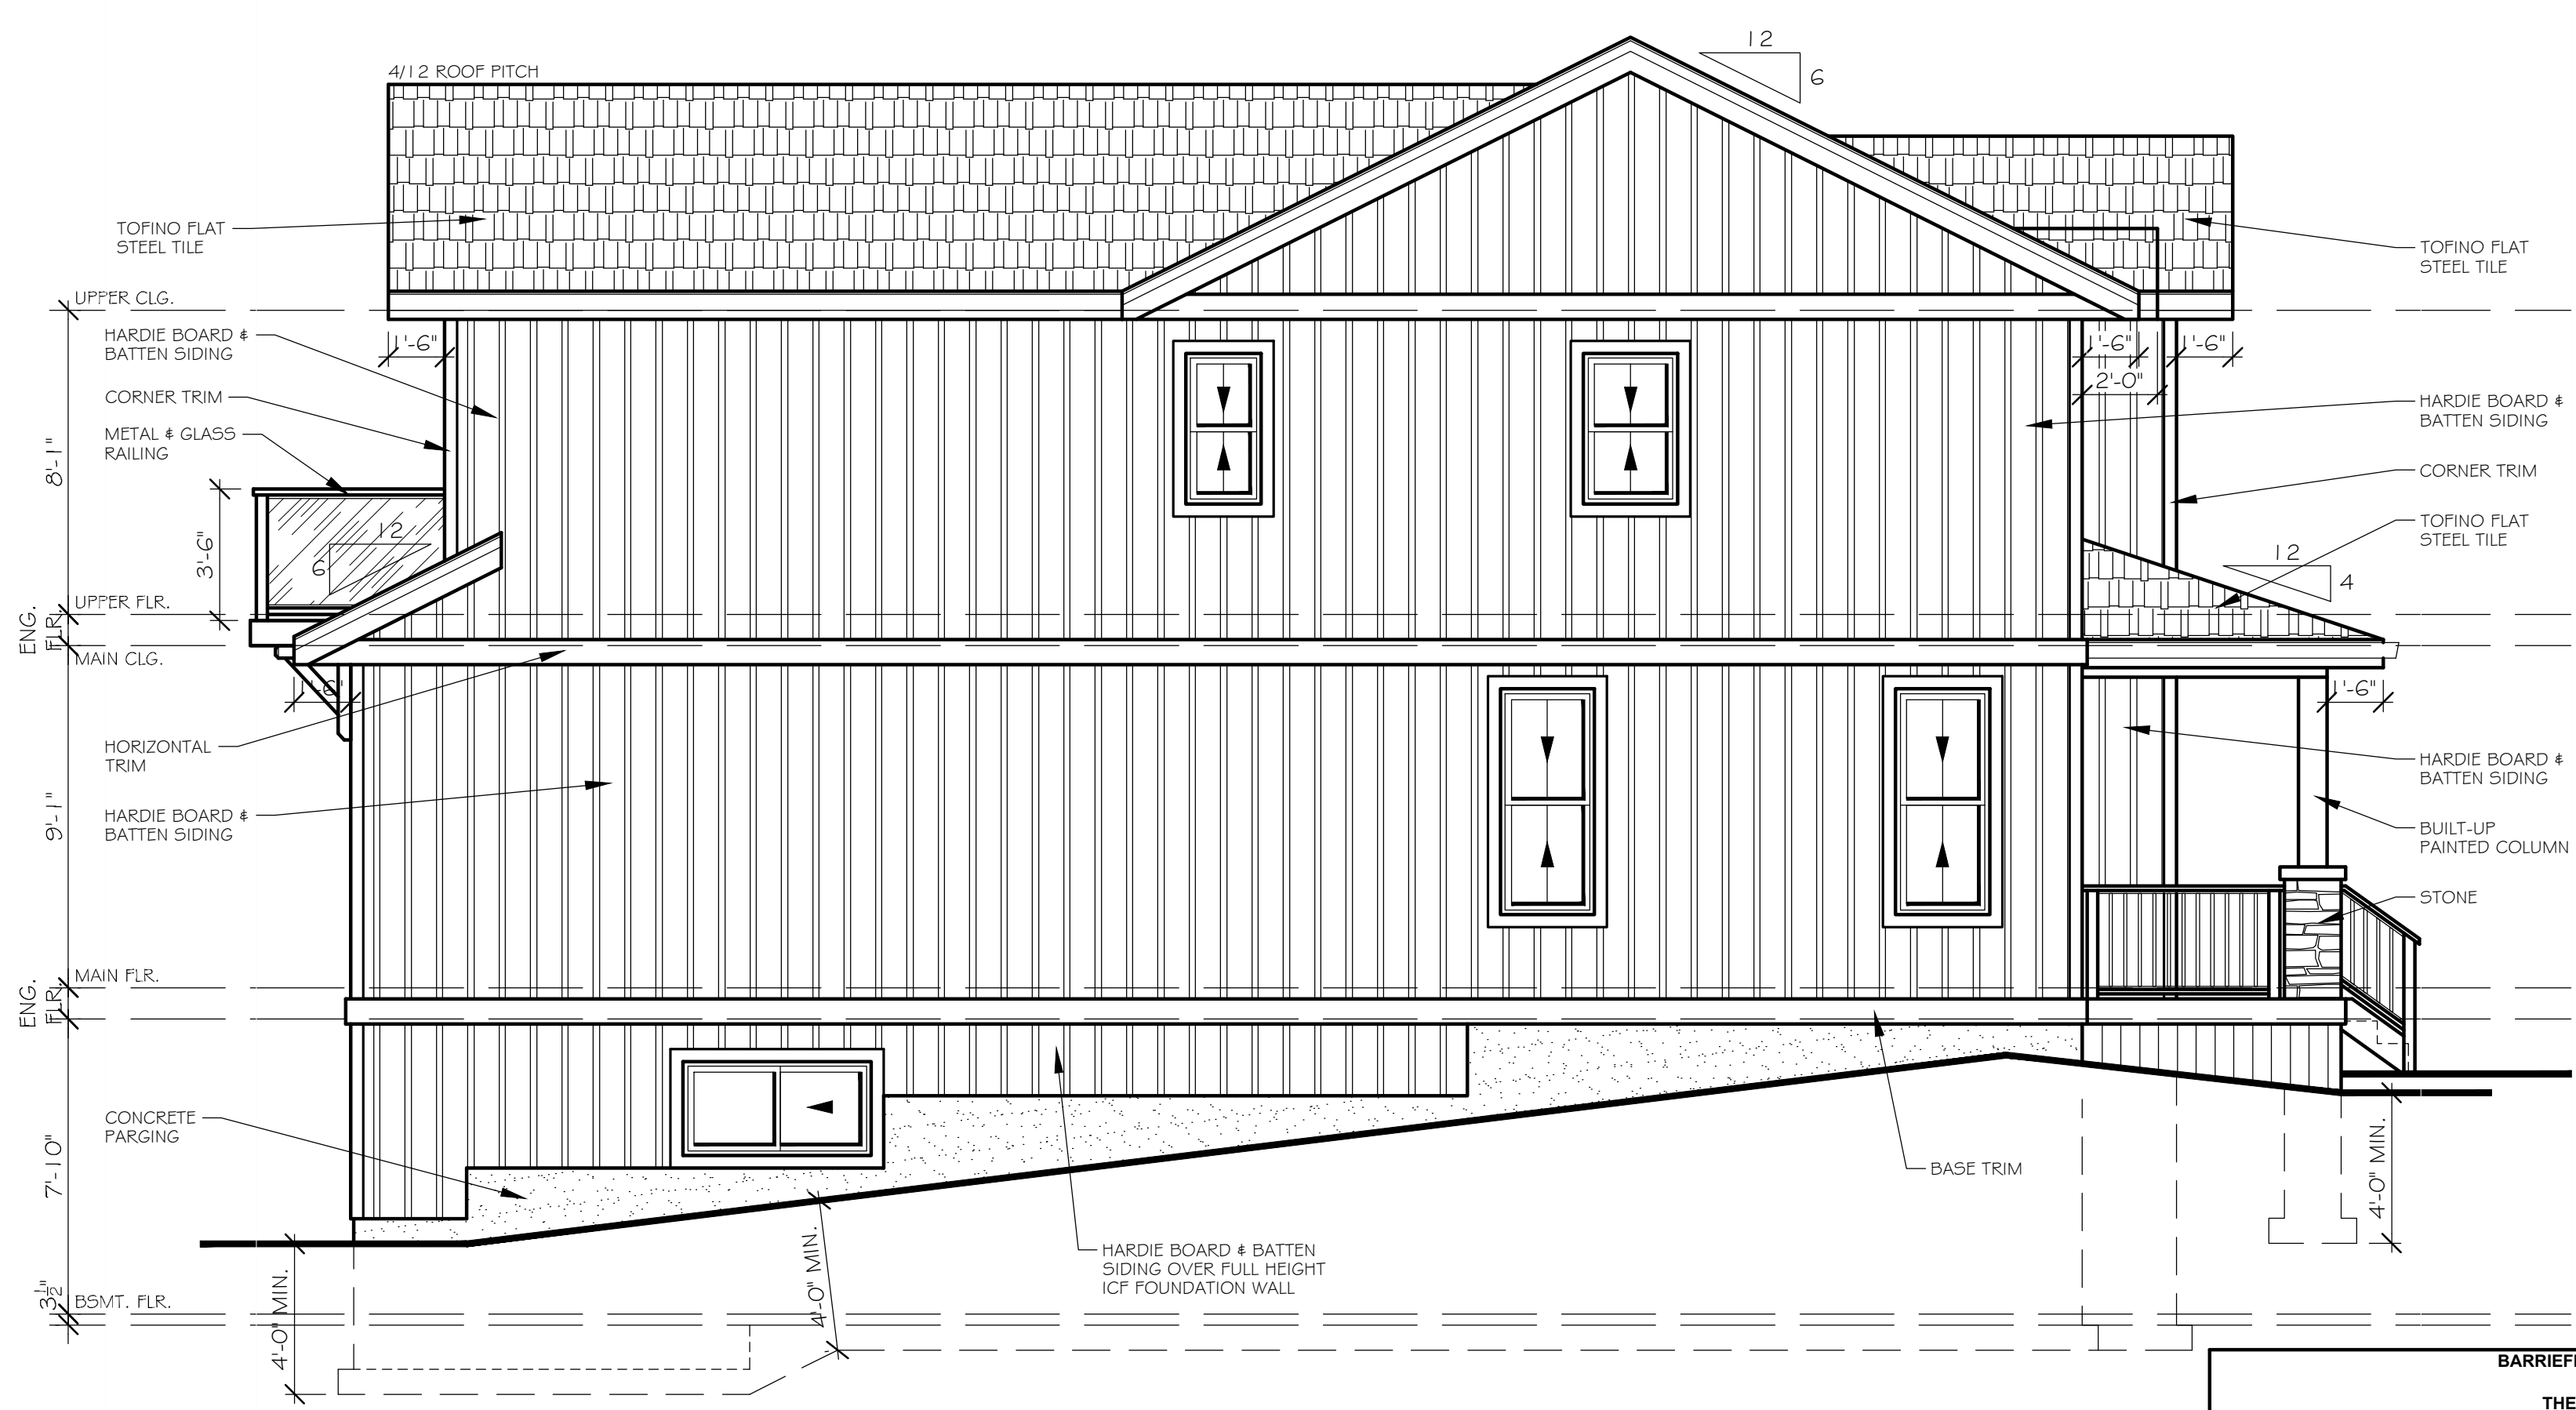 4/12 ROOF PITCH
12
6
TOFINO FLAT
STEEL TILE
TOFINO FLAT
STEEL TILE
UPPER CLG.
HARDIE BOARD &
BATTEN SIDING
1'-6"
1'-6"
1'-6"
2'-0"
CORNER TRIM
HARDIE BOARD &
BATTEN SIDING
METAL & GLASS
RAILING
8'-1"
CORNER TRIM
3'-6"
12
6
TOFINO FLAT
STEEL TILE
12
4
UPPER FLR.
ENG.
FLR.
MAIN CLG.
1'-6"
1'-6"
HORIZONTAL
TRIM
HARDIE BOARD &
BATTEN SIDING
9'-1"
HARDIE BOARD &
BATTEN SIDING
BUILT-UP
PAINTED COLUMN
STONE
MAIN FLR.
ENG.
FLR.
CONCRETE
PARGING
7'-10"
BASE TRIM
4'-0" MIN.
HARDIE BOARD & BATTEN
SIDING OVER FULL HEIGHT
ICF FOUNDATION WALL
4'-0" MIN.
4'-0" MIN.
3 1/2"
BSMT. FLR.
THE